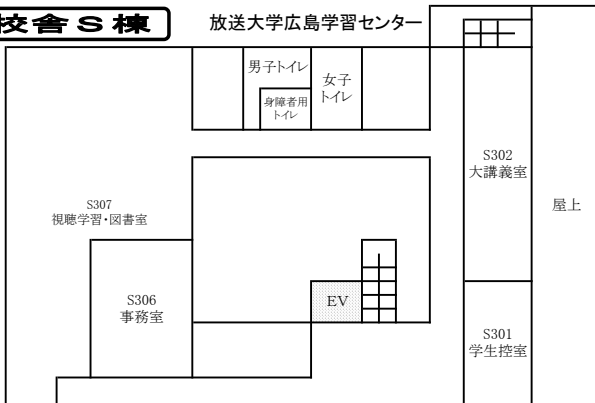 校舎S棟
放送大学広島学習センター
男子トイレ
女子
トイレ
身障者用
トイレ
S302
大講義室
屋上
S307
視聴学習・図書室
S306
事務室
EV
S301
学生控室